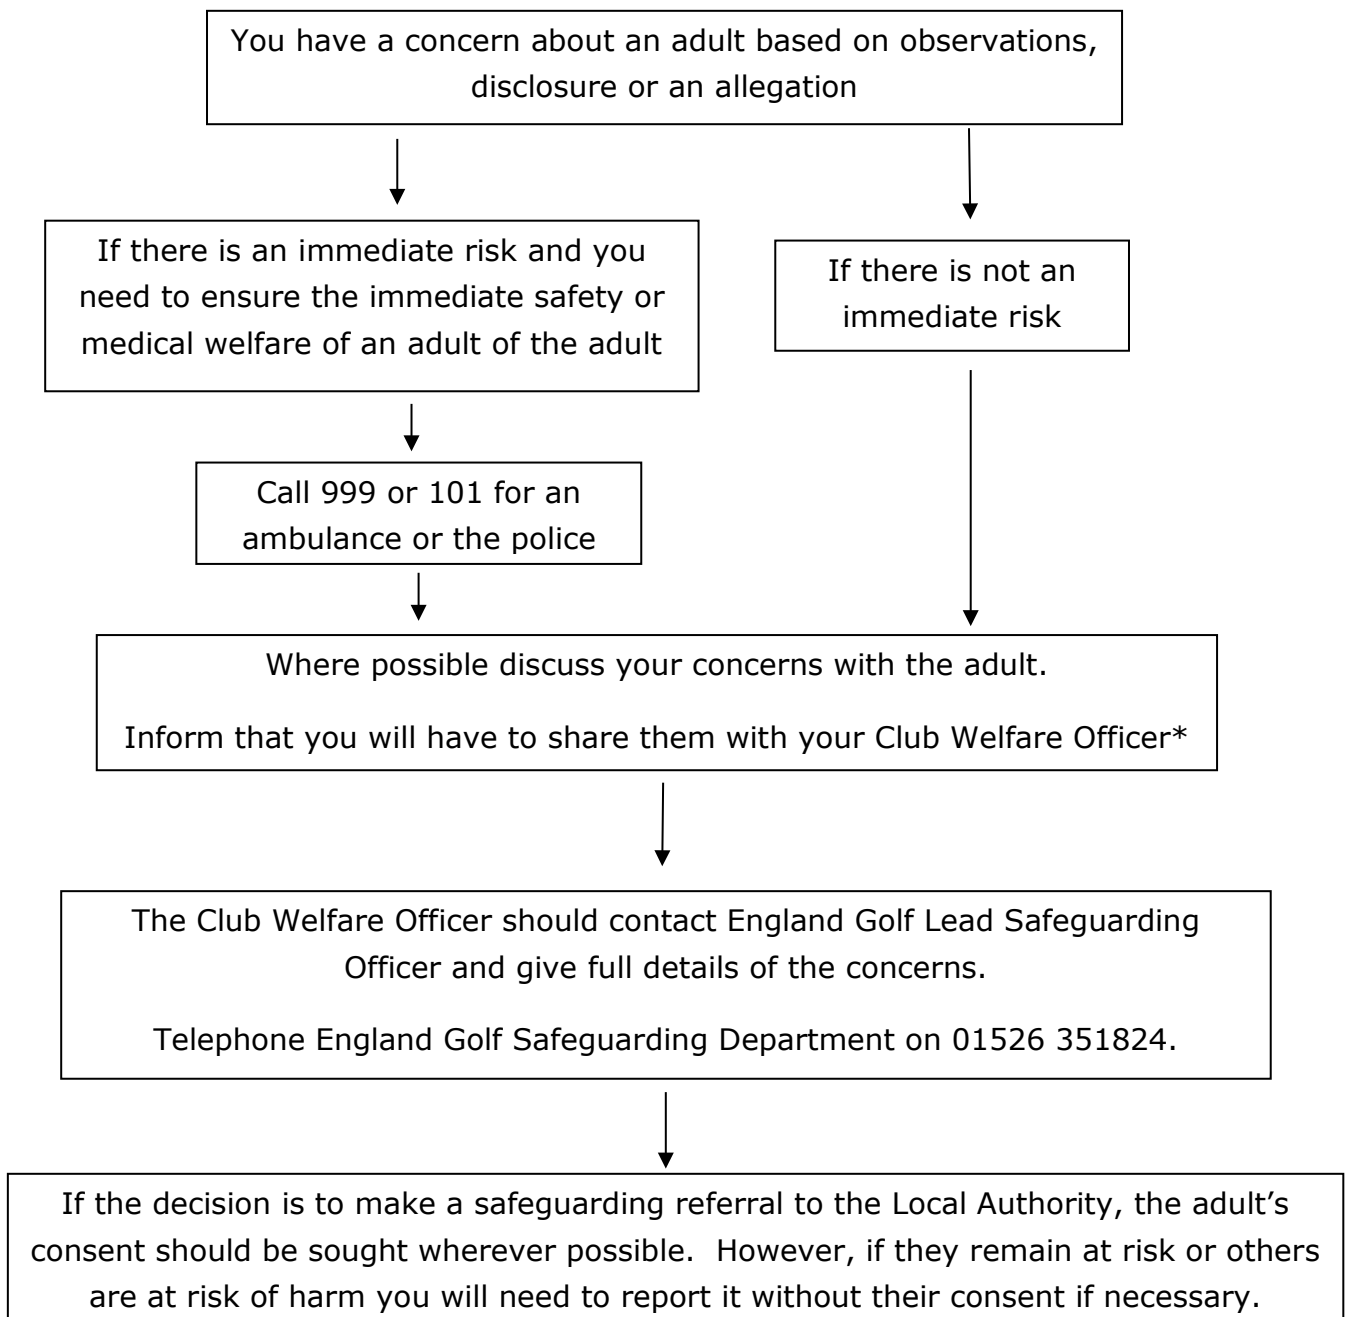 You have a concern about an adult based on observations,
disclosure or an allegation
If there is an immediate risk and you
need to ensure the immediate safety or
medical welfare of an adult of the adult
If there is not an
immediate risk
Call 999 or 101 for an
ambulance or the police
Where possible discuss your concerns with the adult.
Inform that you will have to share them with your Club Welfare Officer*
The Club Welfare Officer should contact England Golf Lead Safeguarding
Officer and give full details of the concerns.
Telephone England Golf Safeguarding Department on 01526 351824.
If the decision is to make a safeguarding referral to the Local Authority, the adult’s
consent should be sought wherever possible.  However, if they remain at risk or others
are at risk of harm you will need to report it without their consent if necessary.